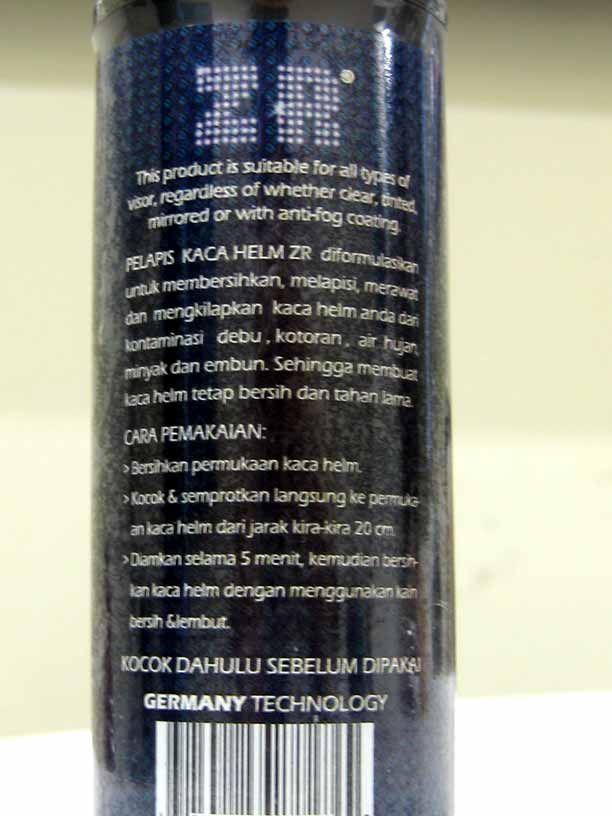 ZR
This product is suitable for all types of
visor, regardless of whether clear, tinted,
mirrored or with anti-fog coating.
PELAPIS KACA HELM ZR diformulasikan
untuk membersihkan, melapisi, merawat
dan mengkilapkan kaca helm anda dari
kontaminasi debu, kotoran, air hujan,
minyak dan embun. Sehingga membuat
kaca helm tetap bersih dan tahan lama.
CARA PEMAKAIAN:
> Bersihkan permukaan kaca helm.
> Kocok & semprotkan langsung ke permuka-
an kaca helm dari jarak kira-kira 20 cm.
> Diamkan selama 5 menit, kemudian bersih-
kan kaca helm dengan menggunakan kain
bersih &lembut.
KOCOK DAHULU SEBELUM DIPAKAI
GERMANY TECHNOLOGY